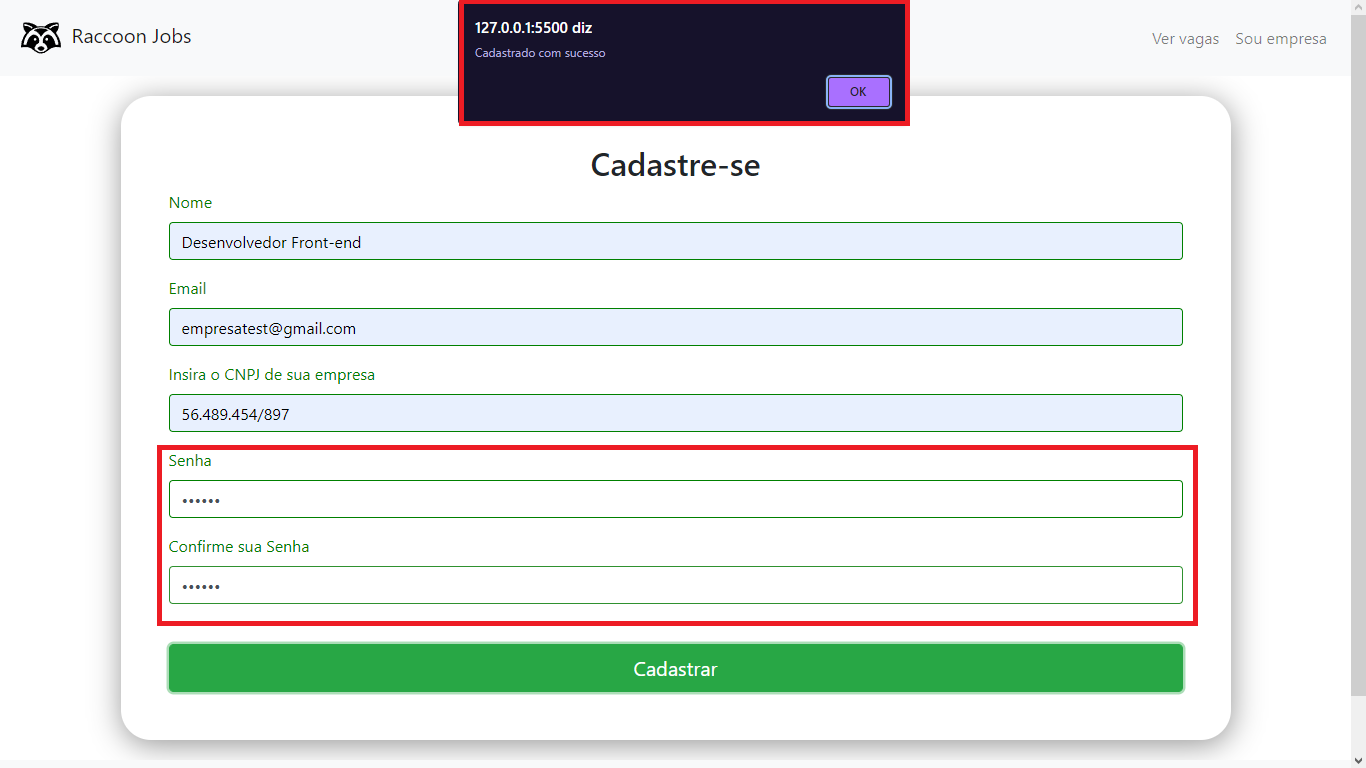 Raccoon Jobs
127.0.0.1:5500 diz
Cadastrado com sucesso
OK
Ver vagas
Sou empresa
Cadastre-se
Nome
Desenvolvedor Front-end
Email
empresatest@gmail.com
Insira o CNPJ de sua empresa
56.489.454/897
Senha
••••••
Confirme sua Senha
••••••
Cadastrar